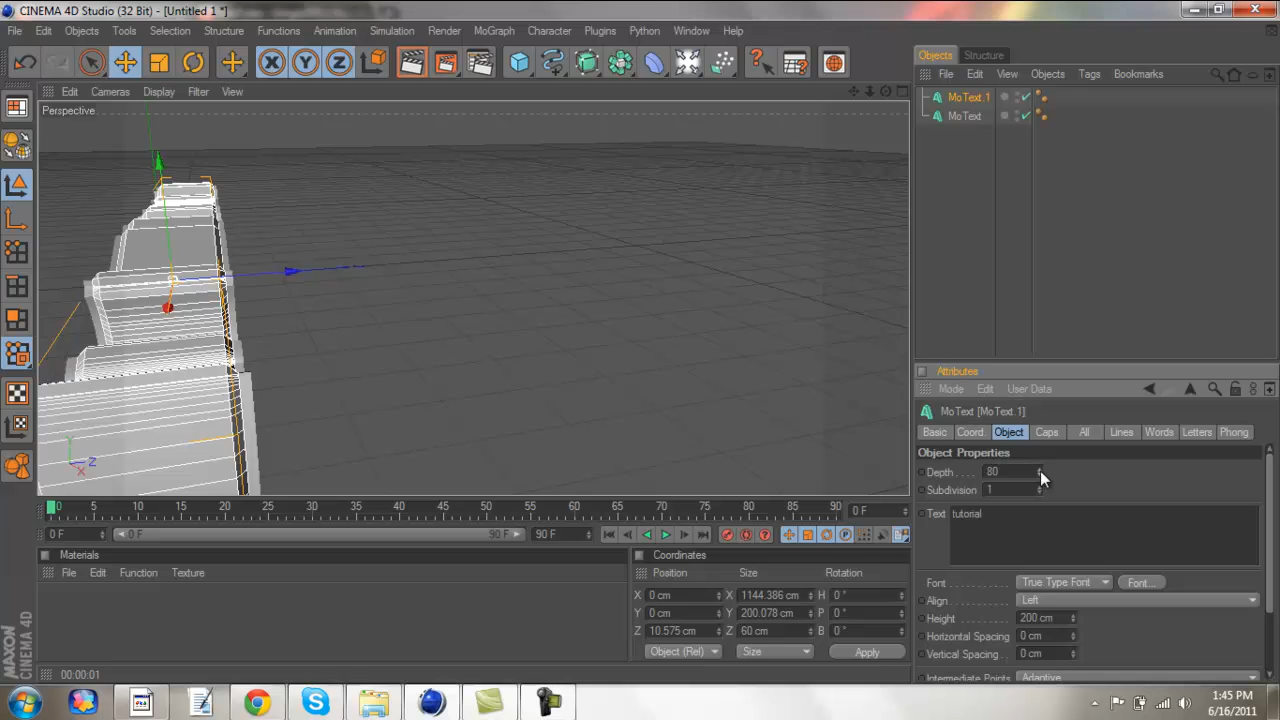 CINEMA 4D Studio (32 Bit) - [Untitled 1 *]
File Edit Objects Tools Selection Structure Functions Animation Simulation Render MoGraph Character Plugins Python Window Help
X Y Z
Objects Structure
File Edit View Objects Tags Bookmarks
MoText.1
MoText
Edit Cameras Display Filter View
Perspective
Y
Z
X
Attributes
Mode Edit User Data
MoText [MoText.1]
Basic Coord. Object Caps All Lines Words Letters Phong
Object Properties
Depth . . . . 80
Subdivision 1
Text tutorial
Font True Type Font Font...
Align Left
Height 200 cm
Horizontal Spacing 0 cm
Vertical Spacing 0 cm
Intermediate Points Adaptive
0 5 10 15 20 25 30 35 40 45 50 55 60 65 70 75 80 85 90 0 F
0 F 0 F 90 F 90 F
Materials
File Edit Function Texture
Coordinates
Position Size Rotation
X 0 cm X 1144.386 cm H 0 °
Y 0 cm Y 200.078 cm P 0 °
Z 10.575 cm Z 60 cm B 0 °
Object (Rel) Size Apply
MAXON CINEMA 4D
00:00:01
1:45 PM
6/16/2011